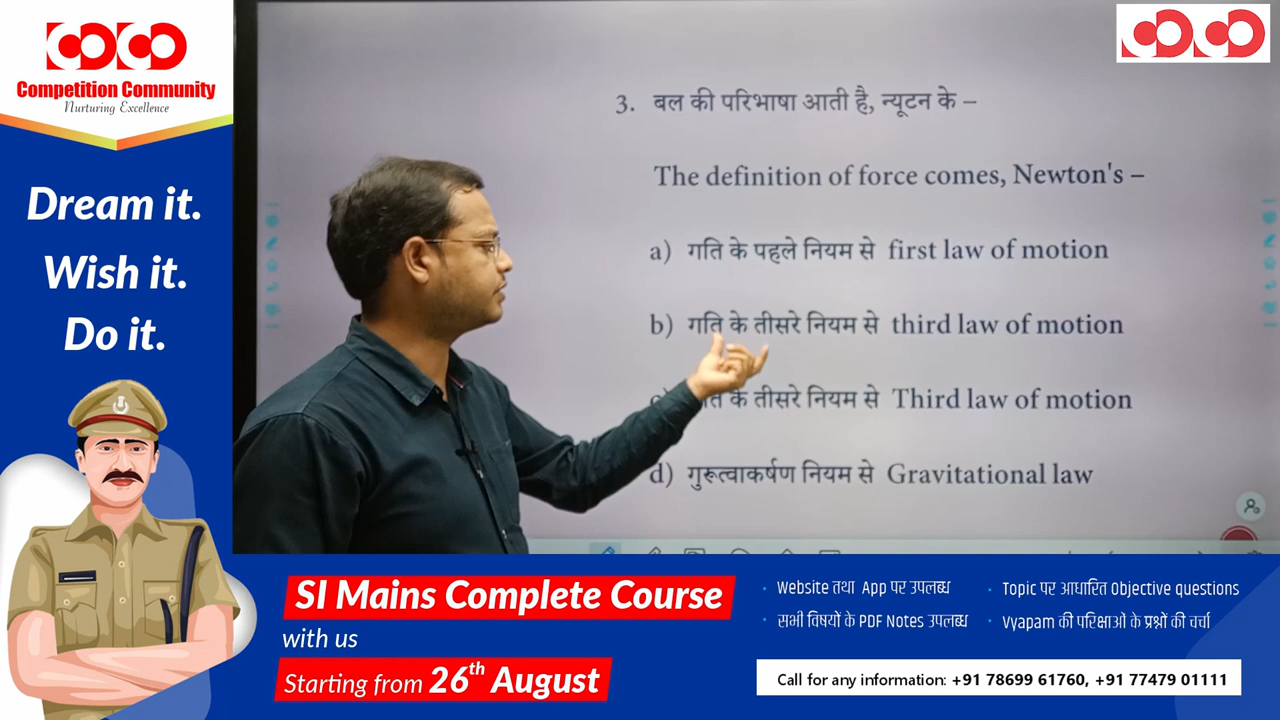 COCO
Competition Community
Nurturing Excellence
Dream it.
Wish it.
Do it.
COCO
3. बल की परिभाषा आती है, न्यूटन के –
The definition of force comes, Newton's –
a) गति के पहले नियम से first law of motion
b) गति के तीसरे नियम से third law of motion
के तीसरे नियम से Third law of motion
d) गुरूत्वाकर्षण नियम से Gravitational law
SI Mains Complete Course
with us
Starting from 26th August
· Website तथा App पर उपलब्ध
· सभी विषयों के PDF Notes उपलब्ध
· Topic पर आधारित Objective questions
· Vyapam की परिक्षाओं के प्रश्नों की चर्चा
Call for any information: +91 78699 61760, +91 77479 01111